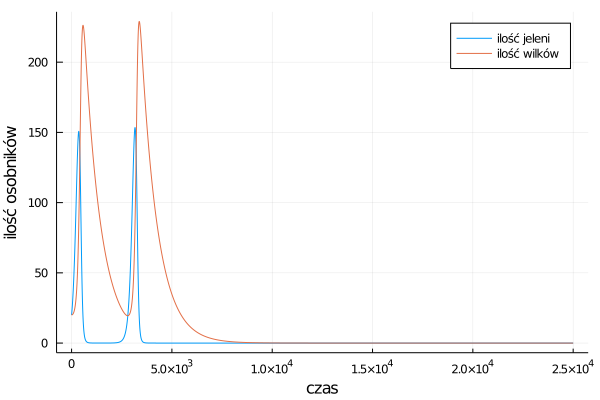 ilość jeleni
ilość wilków
200
150
100
50
0
ilość osobników
0
5.0×10³
1.0×10⁴
1.5×10⁴
2.0×10⁴
2.5×10⁴
czas